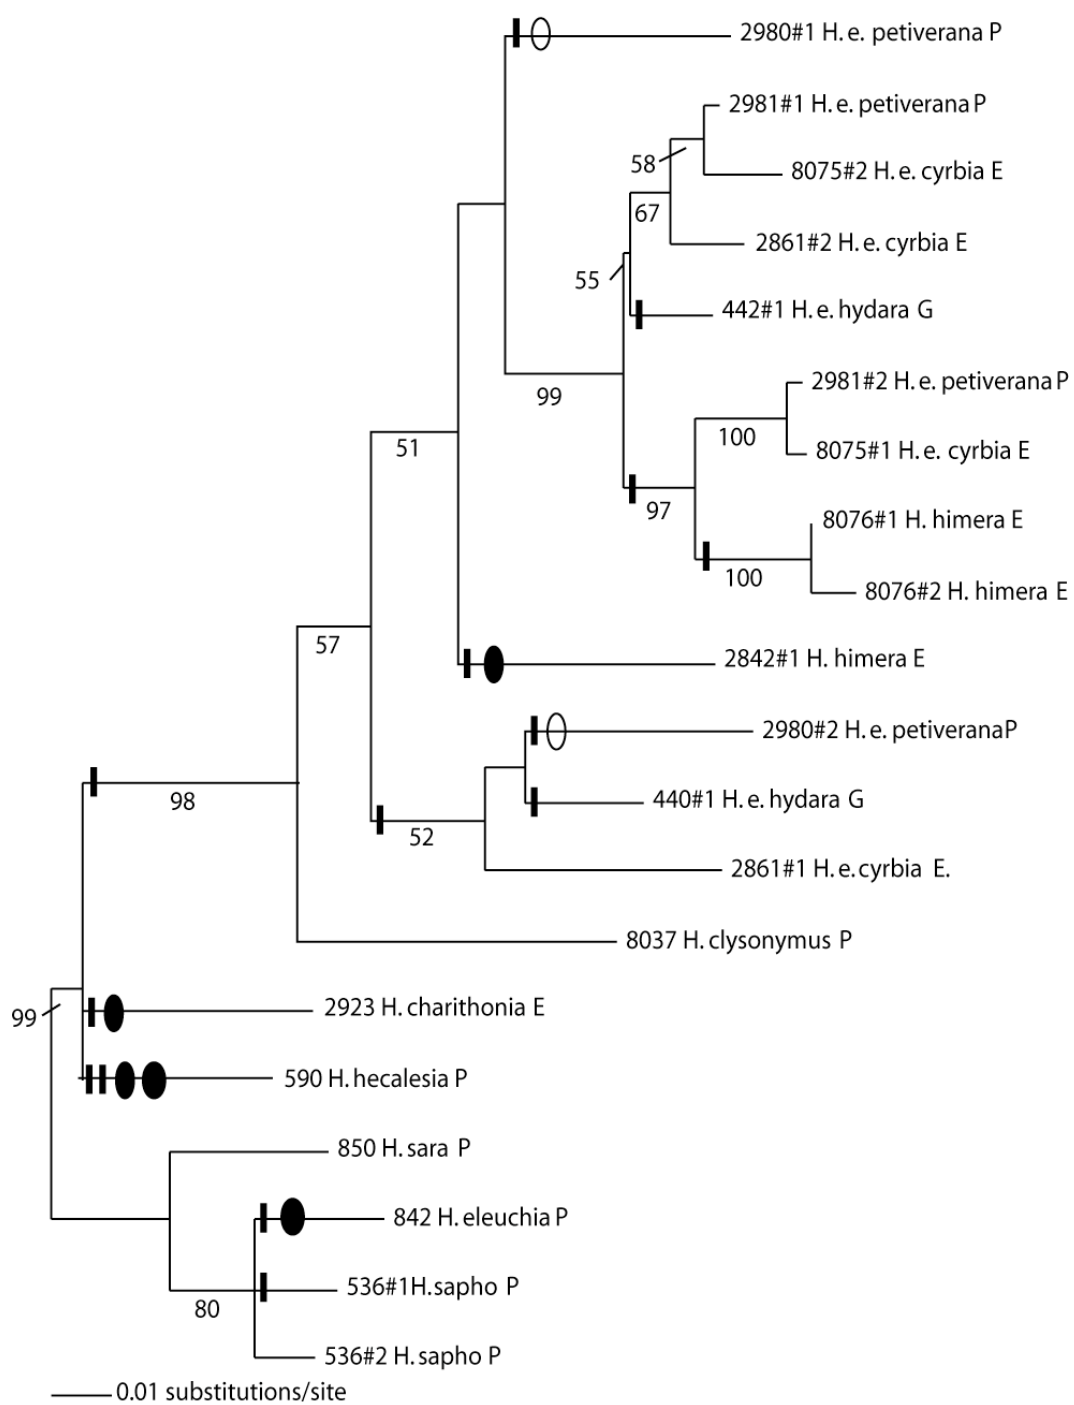 2980#1 H. e. petiverana P
2981#1 H. e. petiverana P
58
8075#2 H. e. cyrbia E
67
2861#2 H. e. cyrbia E
55
442#1 H. e. hydara G
2981#2 H. e. petiverana P
99
100
51
8075#1 H. e. cyrbia E
97
8076#1 H. himera E
100
8076#2 H. himera E
57
2842#1 H. himera E
2980#2 H. e. petiverana P
98
440#1 H. e. hydara G
52
2861#1 H. e. cyrbia E.
8037 H. clysonymus P
99
2923 H. charithonia E
590 H. hecalesia P
850 H. sara P
842 H. eleuchia P
536#1 H. sapho P
80
536#2 H. sapho P
0.01 substitutions/site